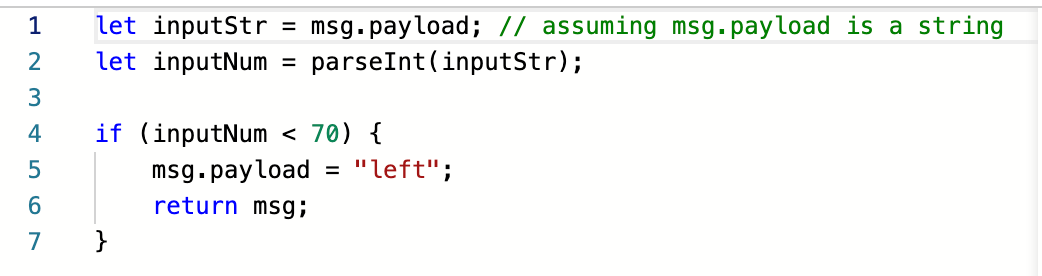 1 let inputStr = msg.payload; // assuming msg.payload is a string
2 let inputNum = parseInt(inputStr);
3
4 if (inputNum < 70) {
5     msg.payload = "left";
6     return msg;
7 }